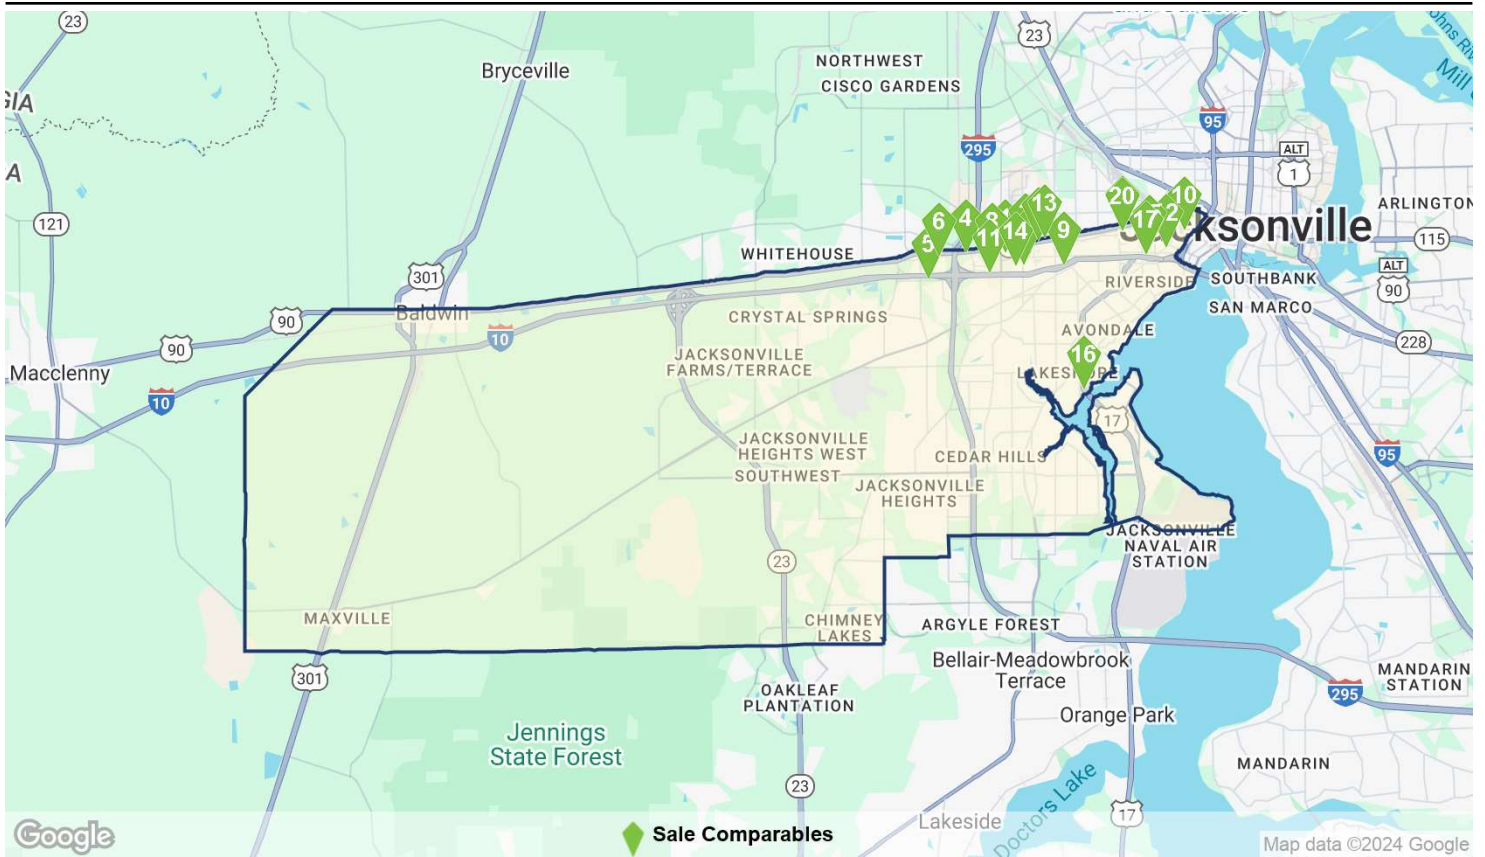 23
Bryceville
NORTHWEST
CISCO GARDENS
23
Mill
GIA
95
295
ALT
1
A
121
ARLINGTON
20
10
13
6
4
8
17
2
5
11
14
9
Jacksonville
115
WHITEHOUSE
301
ALT
90
RIVERSIDE
SOUTHBANK
SAN MARCO
90
Baldwin
CRYSTAL SPRINGS
10
AVONDALE
228
90
JACKSONVILLE
FARMS/TERRACE
16
LAKESHORE
Macclenny
10
17
JACKSONVILLE
HEIGHTS WEST
CEDAR HILLS
95
SOUTHWEST
JACKSONVILLE
HEIGHTS
JACKSONVILLE
NAVAL AIR
STATION
23
MAXVILLE
CHIMNEY
LAKES
ARGYLE FOREST
Bellair-Meadowbrook
Terrace
301
MANDARIN
STATION
295
OAKLEAF
PLANTATION
Orange Park
Jennings
State Forest
MANDARIN
23
Doctors Lake
17
Lakeside
Google
Sale Comparables
Map data ©2024 Google